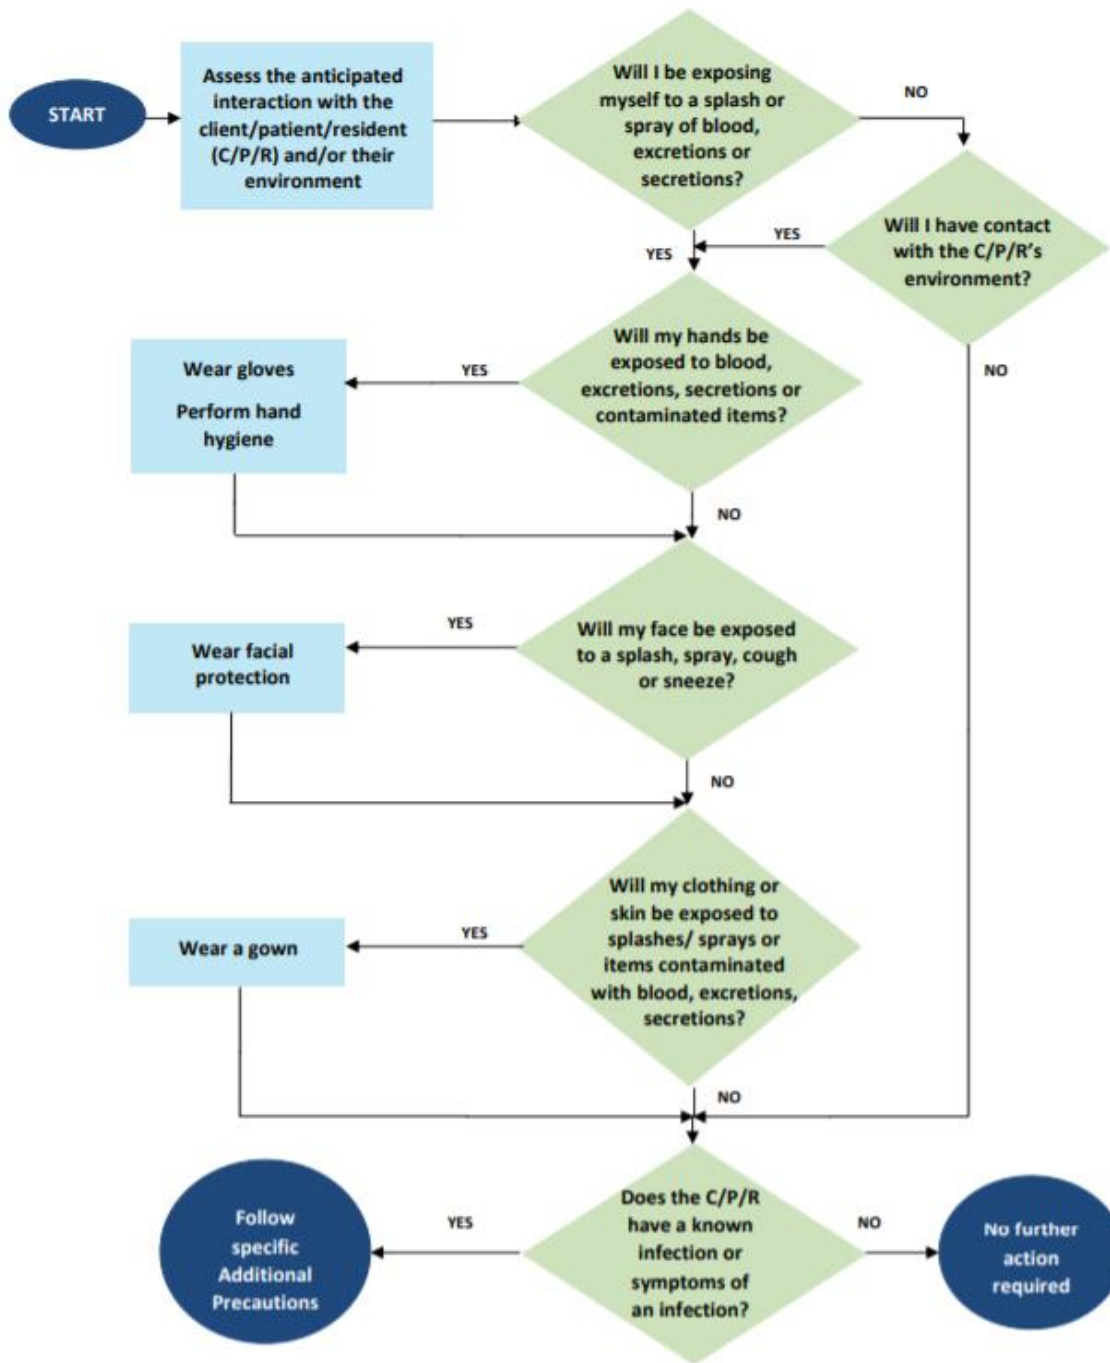 START
Assess the anticipated
interaction with the
client/patient/resident
(C/P/R) and/or their
environment
Will I be exposing
myself to a splash or
spray of blood,
excretions or
secretions?
NO
Will I have contact
with the C/P/R's
environment?
YES
YES
NO
Will my hands be
exposed to blood,
excretions, secretions or
contaminated items?
YES
Wear gloves
Perform hand
hygiene
NO
Will my face be exposed
to a splash, spray, cough
or sneeze?
YES
Wear facial
protection
NO
Will my clothing or
skin be exposed to
splashes/ sprays or
items contaminated
with blood, excretions,
secretions?
YES
Wear a gown
NO
Does the C/P/R
have a known
infection or
symptoms of
an infection?
YES
Follow
specific
Additional
Precautions
NO
No further
action
required